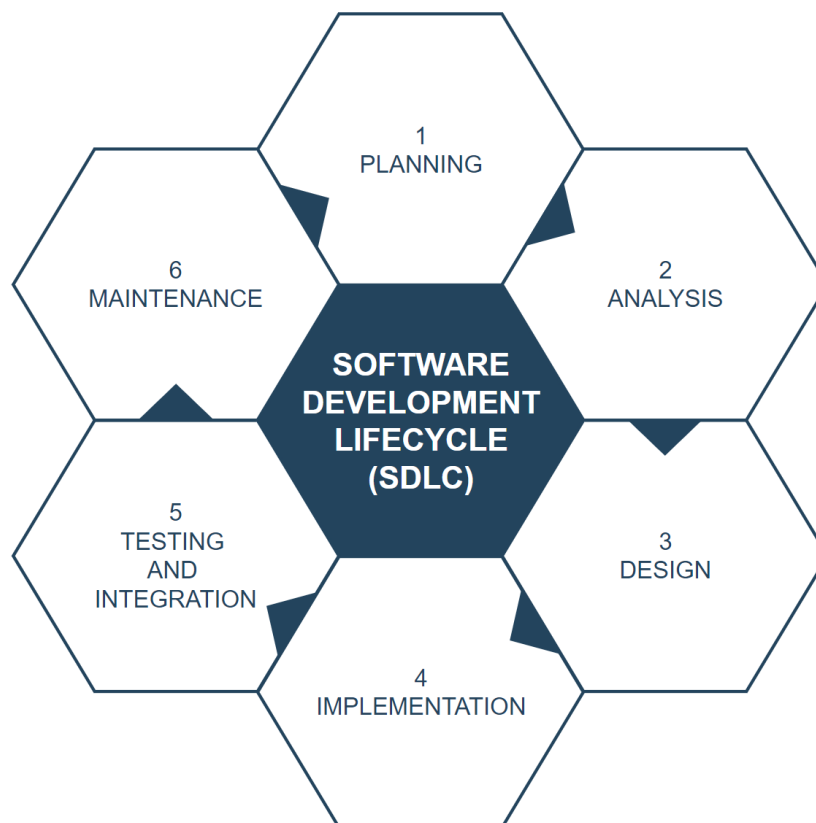 1
PLANNING
2
ANALYSIS
3
DESIGN
4
IMPLEMENTATION
5
TESTING
AND
INTEGRATION
6
MAINTENANCE
SOFTWARE
DEVELOPMENT
LIFECYCLE
(SDLC)